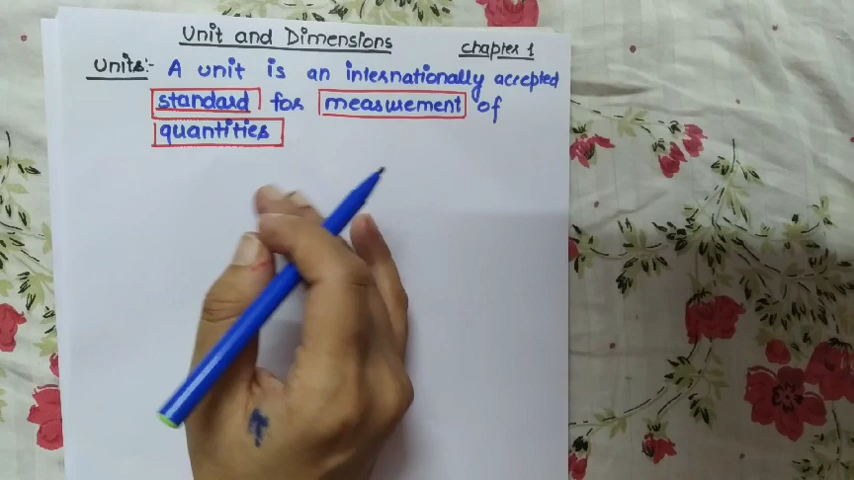 Unit and Dimensions
chapter 1
Units:- A unit is an internationally accepted
standard for measurement of
quantities